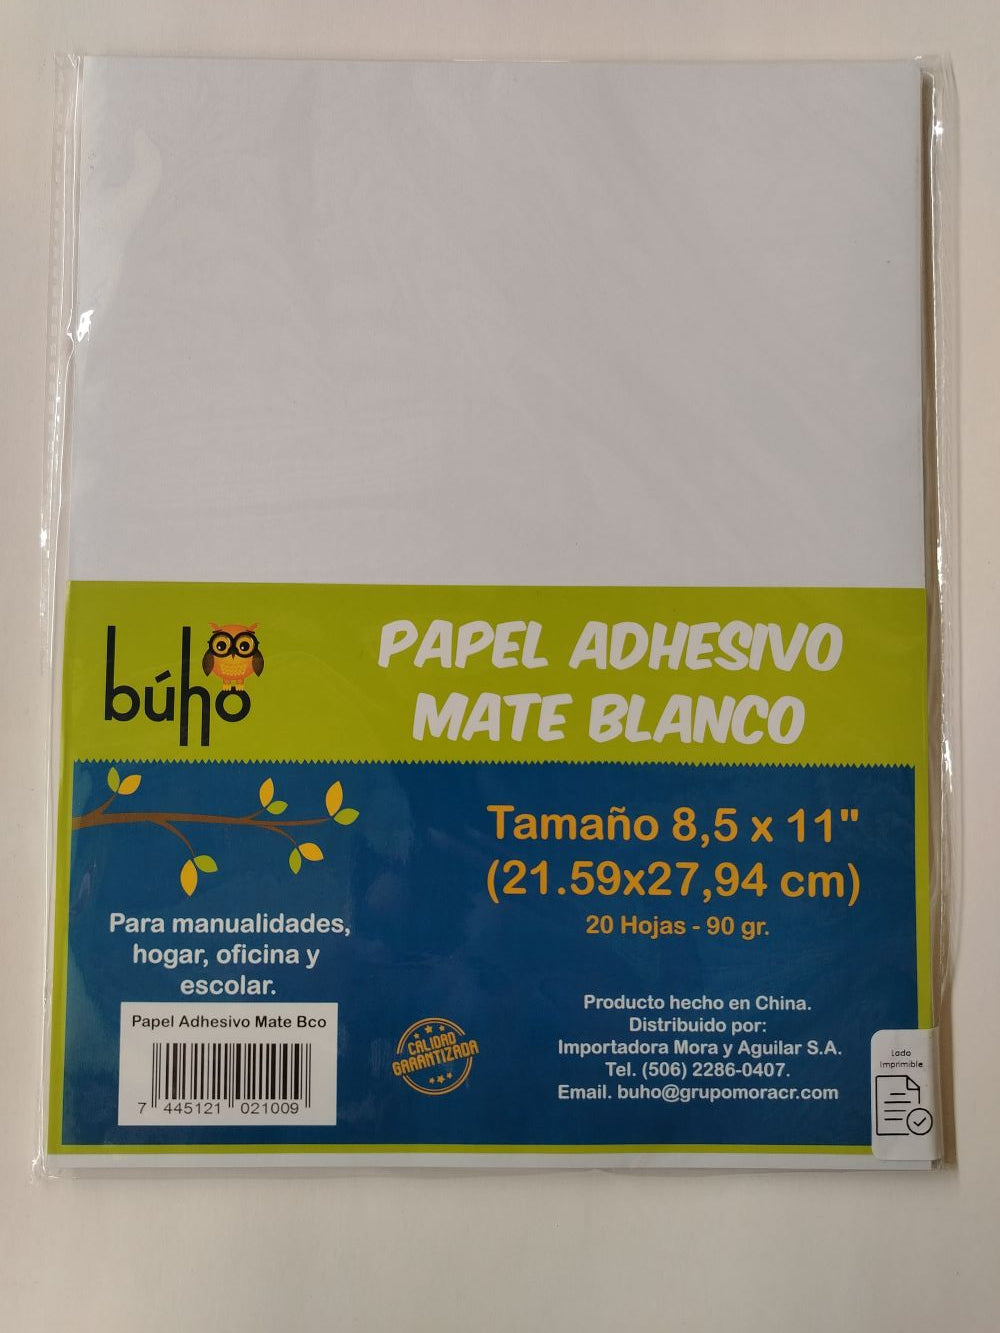 búho
PAPEL ADHESIVO
MATE BLANCO
Tamaño 8,5 x 11"
(21.59x27,94 cm)
20 Hojas - 90 gr.
Para manualidades,
hogar, oficina y
escolar.
Papel Adhesivo Mate Bco
7 445121 021009
CALIDAD
GARANTIZADA
Producto hecho en China.
Distribuido por:
Importadora Mora y Aguilar S.A.
Tel. (506) 2286-0407.
Email. buho@grupomoracr.com
Lado
Imprimible